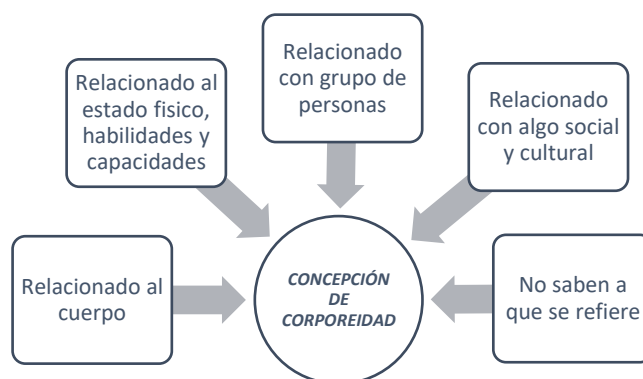 Relacionado
con grupo de
personas
Relacionado al
estado fisico,
habilidades y
capacidades
Relacionado
con algo social
y cultural
Relacionado al
cuerpo
CONCEPCIÓN
DE
CORPOREIDAD
No saben a
que se refiere